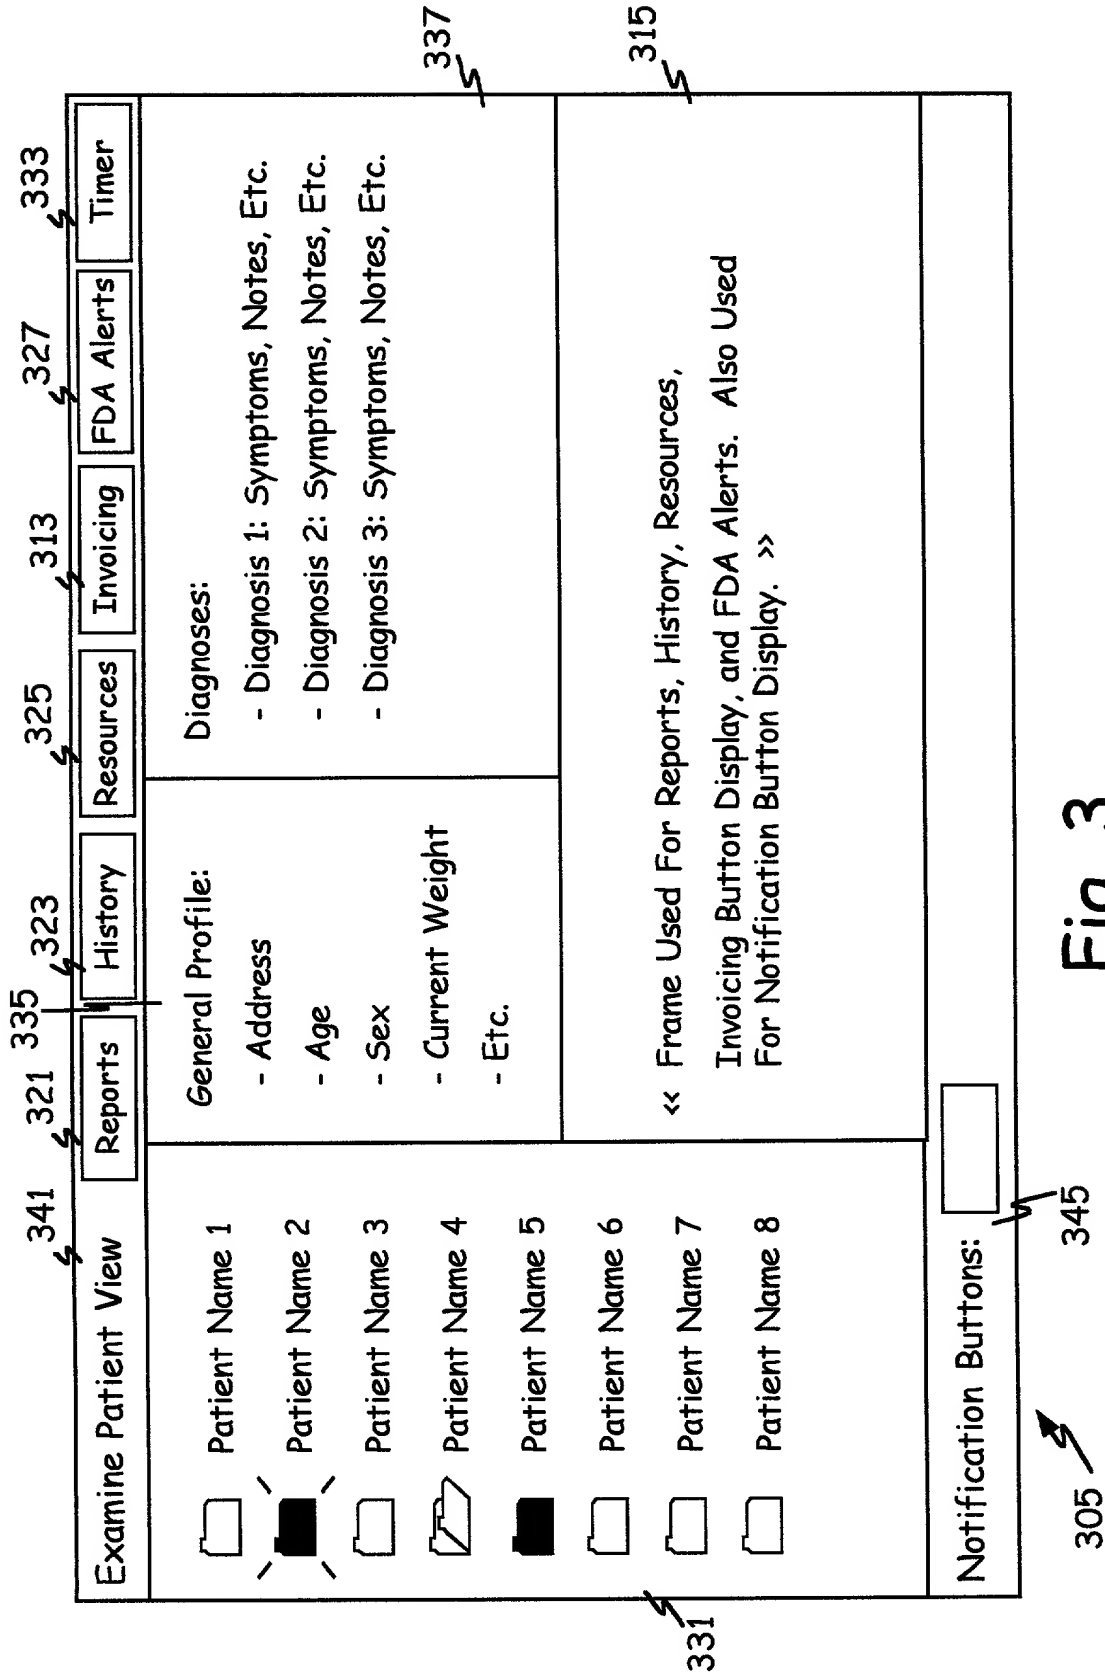 341
321
335
323
325
313
327
333
Examine Patient View
Reports
History
Resources
Invoicing
FDA Alerts
Timer
Patient Name 1
Patient Name 2
Patient Name 3
Patient Name 4
Patient Name 5
Patient Name 6
Patient Name 7
Patient Name 8
331
General Profile:
- Address
- Age
- Sex
- Current Weight
- Etc.
Diagnoses:
- Diagnosis 1: Symptoms, Notes, Etc.
- Diagnosis 2: Symptoms, Notes, Etc.
- Diagnosis 3: Symptoms, Notes, Etc.
337
<< Frame Used For Reports, History, Resources,
Invoicing Button Display, and FDA Alerts. Also Used
For Notification Button Display. >>
315
Notification Buttons:
345
305
Fig. 3